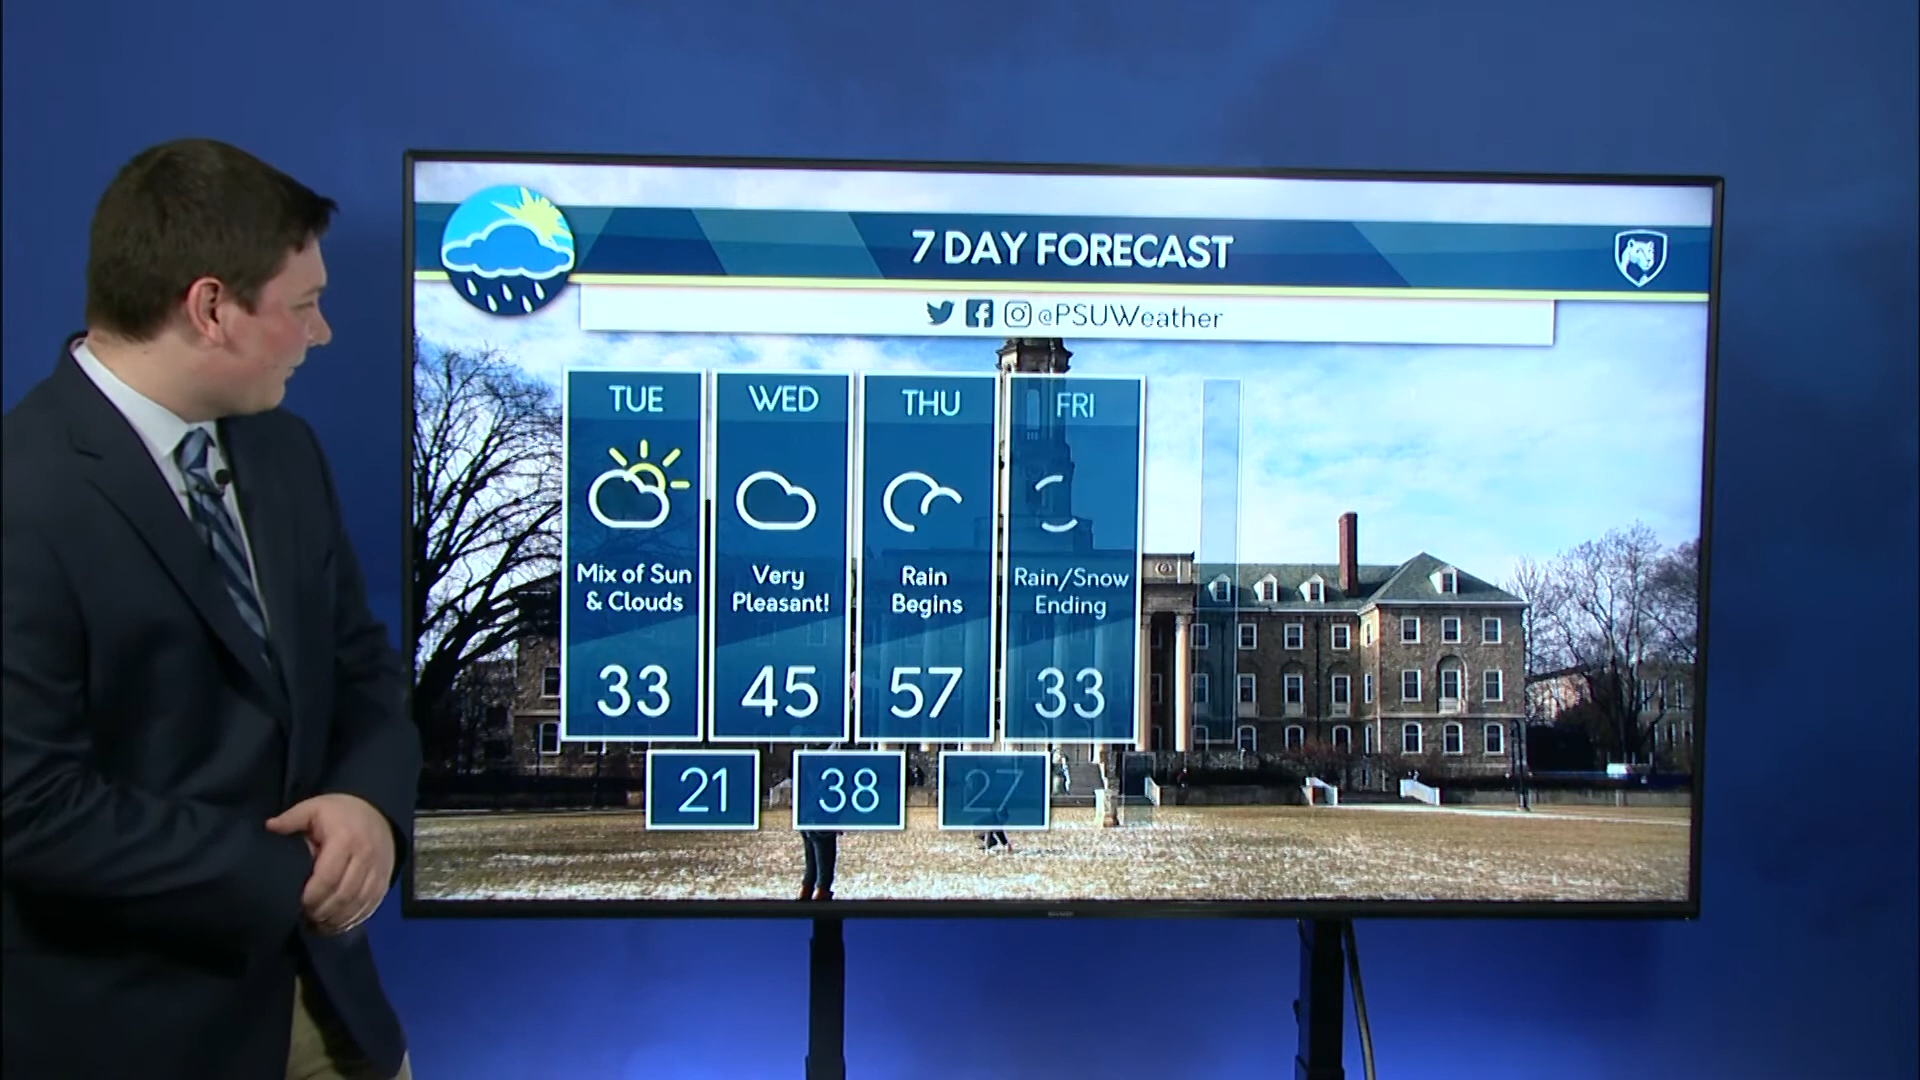 7 DAY FORECAST
@PSUWeather
TUE
Mix of Sun
& Clouds
33
WED
Very
Pleasant!
45
THU
Rain
Begins
57
FRI
Rain/Snow
Ending
33
21
38
27